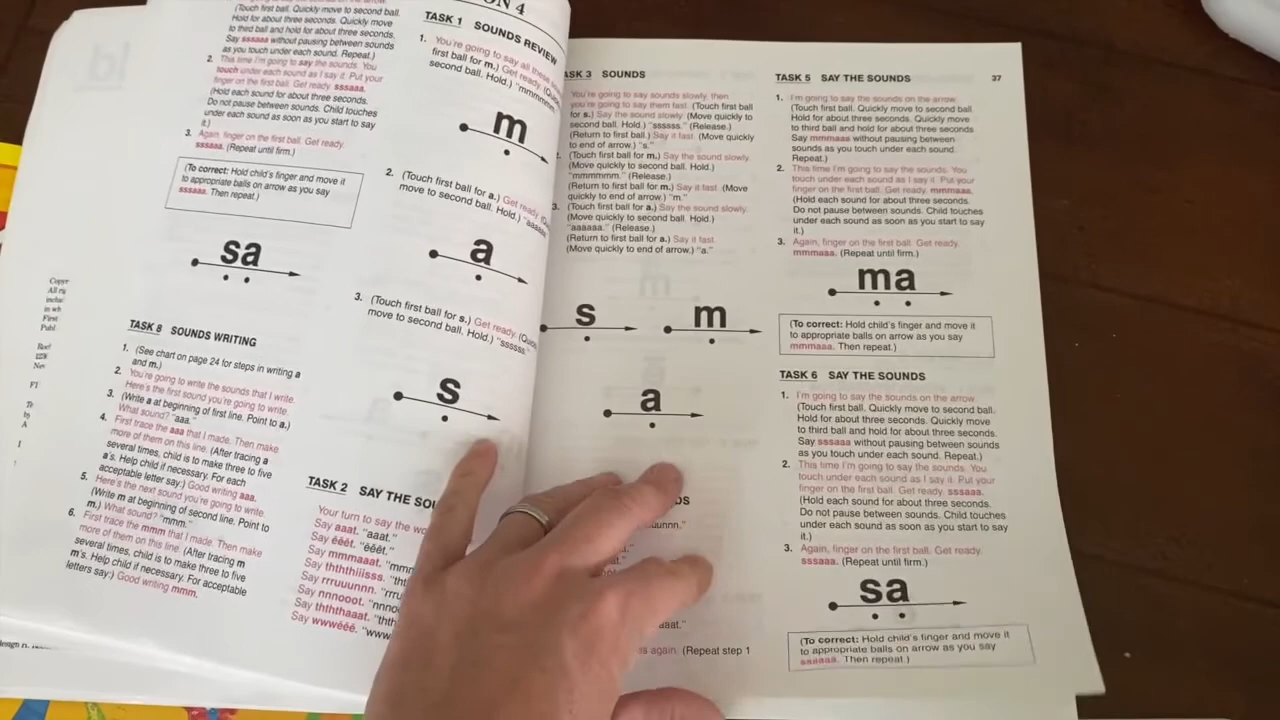 (Touch first ball. Quickly move to second ball.
Hold for about three seconds. Quickly move
to third ball and hold for about three seconds.
Say sssaaa without pausing between sounds
as you touch under each sound. Repeat.)
2. This time I'm going to say the sounds. You
touch under each sound as I say it. Put your
finger on the first ball. Get ready. sssaaa.
(Hold each sound for about three seconds.
Do not pause between sounds. Child touches
under each sound as soon as you start to say
it.)
3. Again, finger on the first ball. Get ready.
sssaaa. (Repeat until firm.)
(To correct: Hold child's finger and move it
to appropriate balls on arrow as you say
sssaaa. Then repeat.)
sa
TASK 8 SOUNDS WRITING
1. (See chart on page 24 for steps in writing a
and m.)
2. You're going to write the sounds that I write.
Here's the first sound you're going to write.
3. (Write a at beginning of first line. Point to a.)
What sound? "aaa."
4. First trace the aaa that I made. Then make
more of them on this line. (After tracing a
several times, child is to make three to five
a's. Help child if necessary. For each
acceptable letter say:) Good writing aaa.
5. Here's the next sound you're going to write.
(Write m at beginning of second line. Point to
m.) What sound? "mmm."
6. First trace the mmm that I made. Then make
more of them on this line. (After tracing m
several times, child is to make three to five
m's. Help child if necessary. For acceptable
letters say:) Good writing mmm.
ON 4
TASK 1 SOUNDS REVIEW
1. You're going to say all these
first ball for m.) Get ready. (Quick
second ball. Hold.) "mmmmmm."
m
2. (Touch first ball for a.) Get ready.
move to second ball. Hold.) "aaaaaa
a
3. (Touch first ball for s.) Get ready. (Quick
move to second ball. Hold.) "ssssss."
s
TASK 2 SAY THE SOU
Your turn to say the wo
Say aaat. "aaat."
Say ēēēt. "ēēēt."
Say mmmaaat. "mmm
Say thththiiisss. "tht
Say rrruuunnn. "rrru
Say nnnooot. "nnno
Say thththaaat. "thth
Say wwwēēē. "www
ASK 3 SOUNDS
You're going to say sounds slowly, then
you're going to say them fast. (Touch first ball
for s.) Say the sound slowly. (Move quickly to
second ball. Hold.) "ssssss." (Release.)
(Return to first ball.) Say it fast. (Move quickly
to end of arrow.) "s."
(Touch first ball for m.) Say the sound slowly.
(Move quickly to second ball. Hold.)
"mmmmmm." (Release.)
(Return to first ball for m.) Say it fast. (Move
quickly to end of arrow.) "m."
3. (Touch first ball for a.) Say the sound slowly.
(Move quickly to second ball. Hold.)
"aaaaaa." (Release.)
(Return to first ball for a.) Say it fast.
(Move quickly to end of arrow.) "a."
s m
a
DS
uunnn."
aaat."
s again. (Repeat step 1
TASK 5 SAY THE SOUNDS 37
1. I'm going to say the sounds on the arrow.
(Touch first ball. Quickly move to second ball.
Hold for about three seconds. Quickly move
to third ball and hold for about three seconds
Say mmmaaa without pausing between
sounds as you touch under each sound.
Repeat.)
2. This time I'm going to say the sounds. You
touch under each sound as I say it. Put your
finger on the first ball. Get ready. mmmaaa.
(Hold each sound for about three seconds.
Do not pause between sounds. Child touches
under each sound as soon as you start to say
it.)
3. Again, finger on the first ball. Get ready.
mmmaaa. (Repeat until firm.)
ma
(To correct: Hold child's finger and move it
to appropriate balls on arrow as you say
mmmaaa. Then repeat.)
TASK 6 SAY THE SOUNDS
1. I'm going to say the sounds on the arrow.
(Touch first ball. Quickly move to second ball.
Hold for about three seconds. Quickly move
to third ball and hold for about three seconds.
Say sssaaa without pausing between sounds
as you touch under each sound. Repeat.)
2. This time I'm going to say the sounds. You
touch under each sound as I say it. Put your
finger on the first ball. Get ready. sssaaa.
(Hold each sound for about three seconds.
Do not pause between sounds. Child touches
under each sound as soon as you start to say
it.)
3. Again, finger on the first ball. Get ready.
sssaaa. (Repeat until firm.)
sa
(To correct: Hold child's finger and move it
to appropriate balls on arrow as you say
sssaaa. Then repeat.)